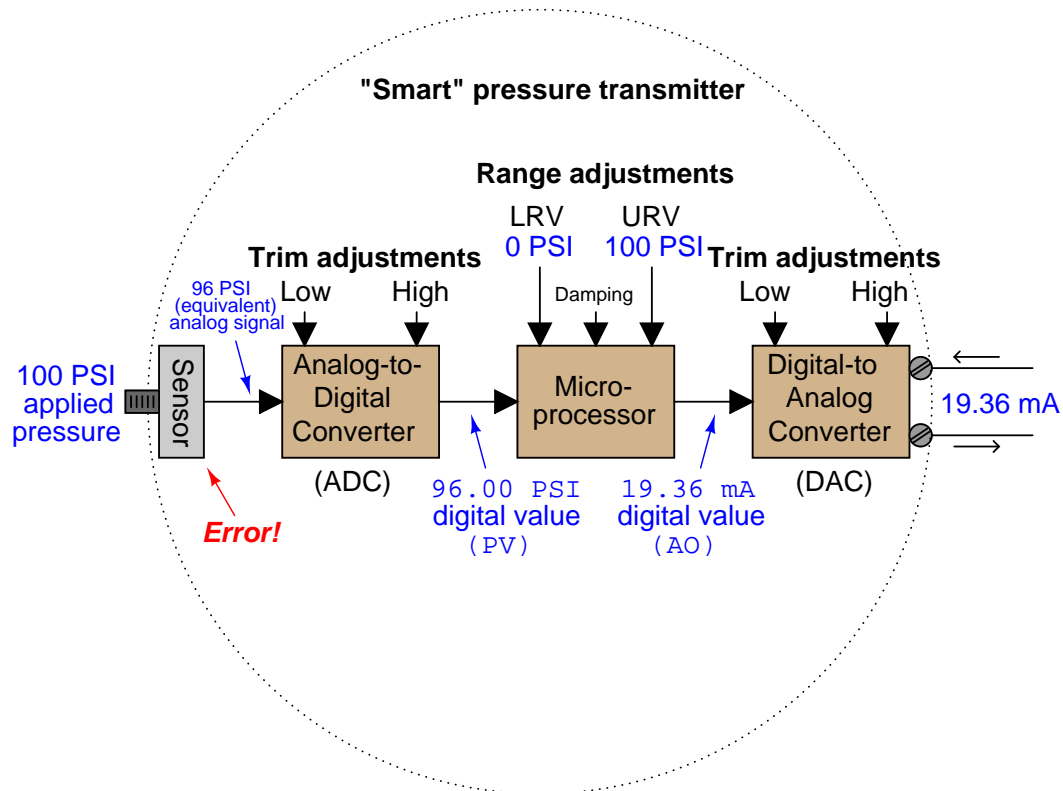 "Smart" pressure transmitter
Range adjustments
LRV
0 PSI
URV
100 PSI
Damping
Trim adjustments
Low
High
Trim adjustments
Low
High
96 PSI
(equivalent)
analog signal
100 PSI
applied
pressure
Sensor
Analog-to-
Digital
Converter
(ADC)
Micro-
processor
Digital-to
Analog
Converter
(DAC)
19.36 mA
Error!
96.00 PSI
digital value
(PV)
19.36 mA
digital value
(AO)